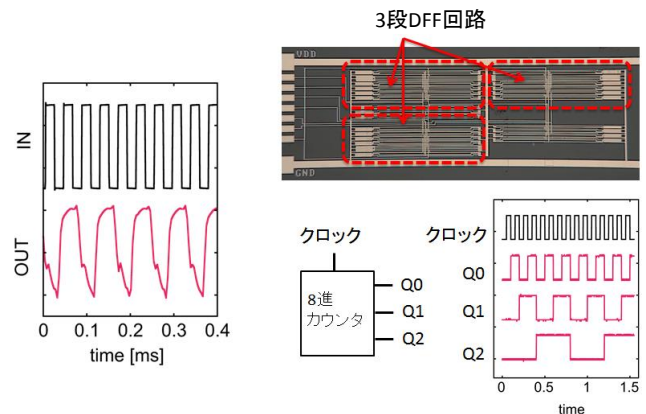 3段DFF回路
VDD
GND
IN
OUT
0 0.1 0.2 0.3 0.4
time [ms]
クロック
8進
カウンタ
Q0
Q1
Q2
クロック
Q0
Q1
Q2
0 0.5 1 1.5
time